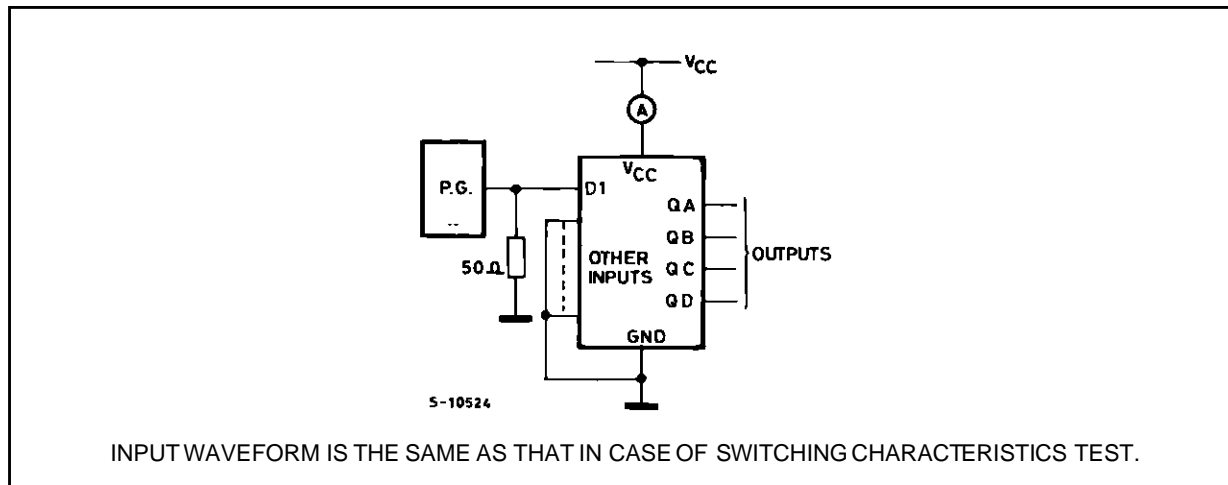 VCC
A
P.G.
D1
VCC
QA
QB
QC
QD
OUTPUTS
OTHER
INPUTS
50Ω
GND
S-10524
INPUT WAVEFORM IS THE SAME AS THAT IN CASE OF SWITCHING CHARACTERISTICS TEST.